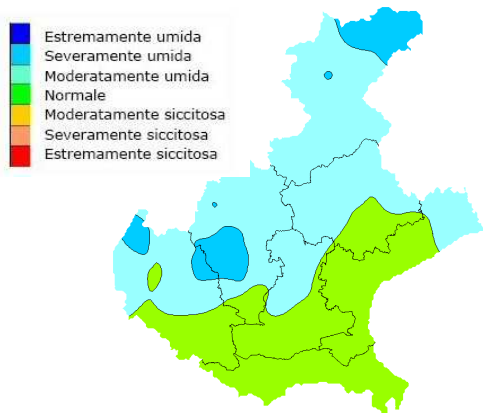 Estremamente umida
Severamente umida
Moderatamente umida
Normale
Moderatamente siccitosa
Severamente siccitosa
Estremamente siccitosa